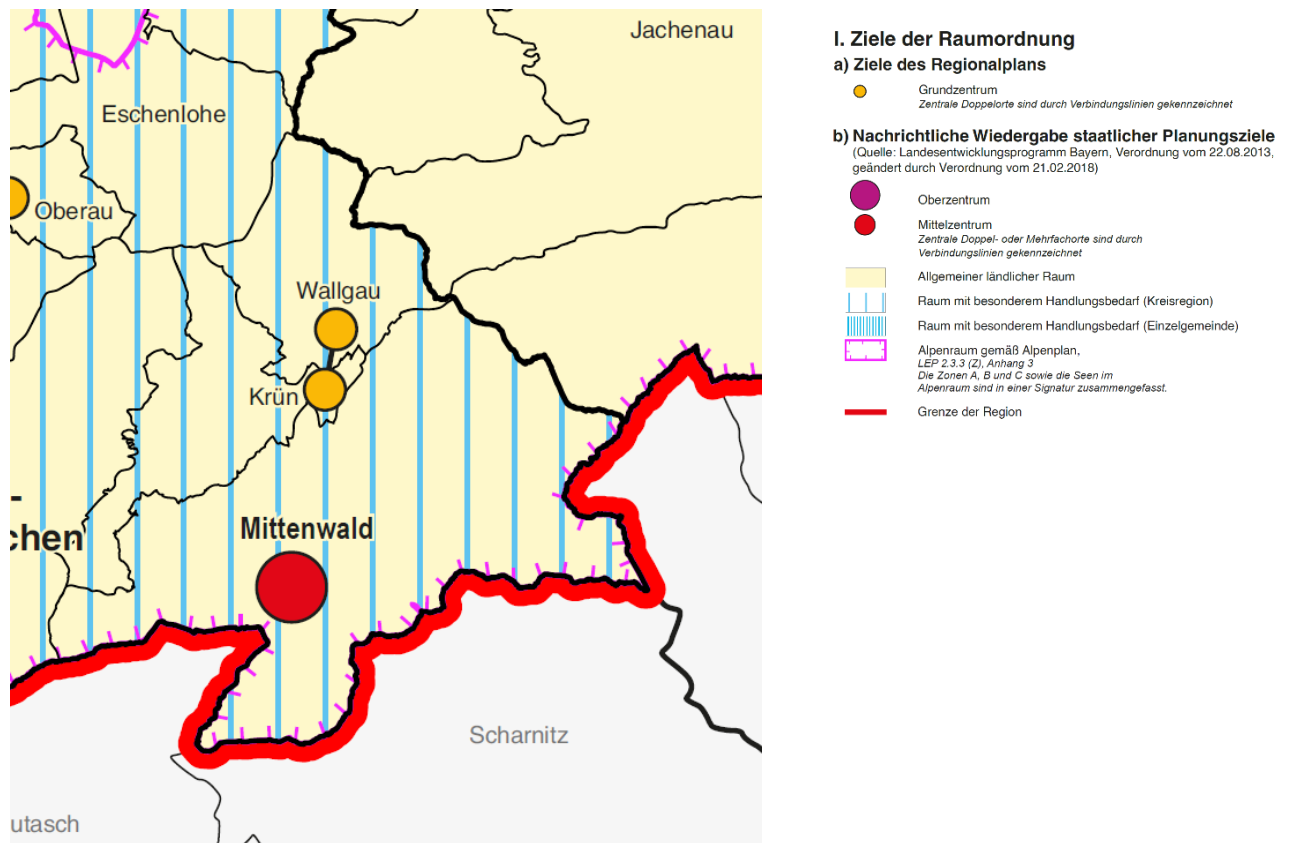 Jachenau
Eschenlohe
Oberau
Wallgau
Krün
-
chen
Mittenwald
Scharnitz
utasch
I. Ziele der Raumordnung
a) Ziele des Regionalplans
Grundzentrum
Zentrale Doppelorte sind durch Verbindungslinien gekennzeichnet
b) Nachrichtliche Wiedergabe staatlicher Planungsziele
(Quelle: Landesentwicklungsprogramm Bayern, Verordnung vom 22.08.2013,
geändert durch Verordnung vom 21.02.2018)
Oberzentrum
Mittelzentrum
Zentrale Doppel- oder Mehrfachorte sind durch
Verbindungslinien gekennzeichnet
Allgemeiner ländlicher Raum
Raum mit besonderem Handlungsbedarf (Kreisregion)
Raum mit besonderem Handlungsbedarf (Einzelgemeinde)
Alpenraum gemäß Alpenplan,
LEP 2.3.3 (Z), Anhang 3
Die Zonen A, B und C sowie die Seen im
Alpenraum sind in einer Signatur zusammengefasst.
Grenze der Region